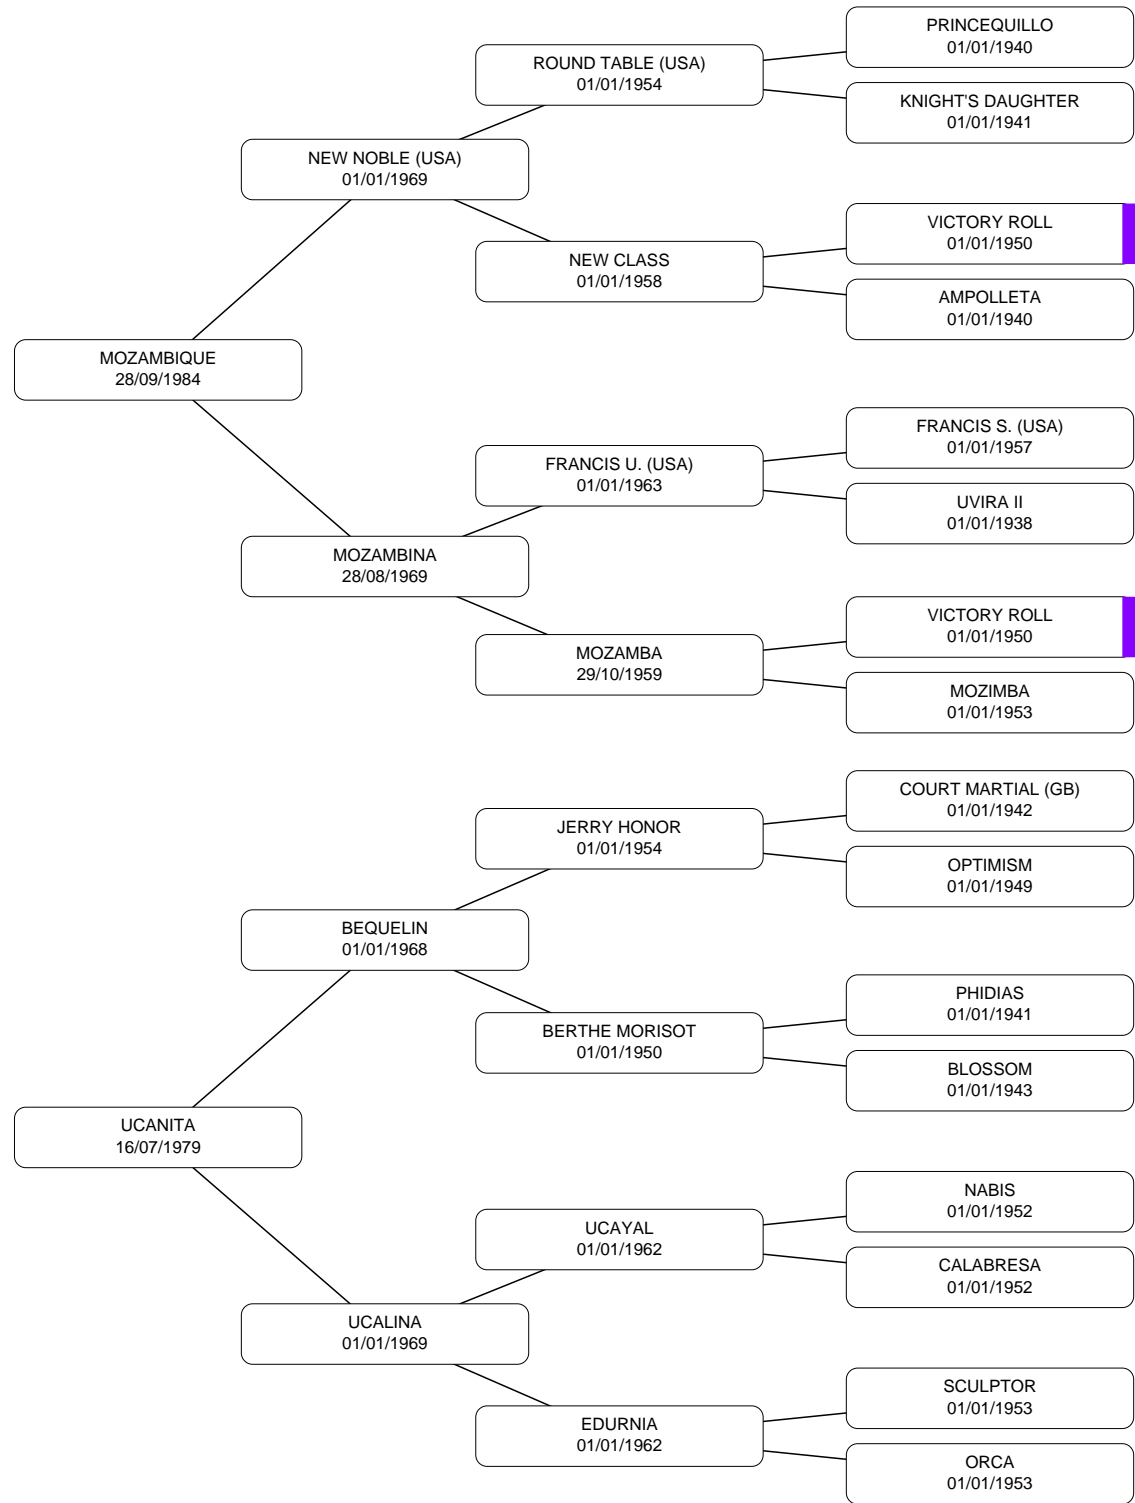 PRINCEQUILLO
01/01/1940
ROUND TABLE (USA)
01/01/1954
KNIGHT'S DAUGHTER
01/01/1941
NEW NOBLE (USA)
01/01/1969
VICTORY ROLL
01/01/1950
NEW CLASS
01/01/1958
AMPOLLETA
01/01/1940
MOZAMBIQUE
28/09/1984
FRANCIS S. (USA)
01/01/1957
FRANCIS U. (USA)
01/01/1963
UVIRA II
01/01/1938
MOZAMBINA
28/08/1969
VICTORY ROLL
01/01/1950
MOZAMBA
29/10/1959
MOZIMBA
01/01/1953
COURT MARTIAL (GB)
01/01/1942
JERRY HONOR
01/01/1954
OPTIMISM
01/01/1949
BEQUELIN
01/01/1968
PHIDIAS
01/01/1941
BERTHE MORISOT
01/01/1950
BLOSSOM
01/01/1943
UCANITA
16/07/1979
NABIS
01/01/1952
UCAYAL
01/01/1962
CALABRESA
01/01/1952
UCALINA
01/01/1969
SCULPTOR
01/01/1953
EDURNIA
01/01/1962
ORCA
01/01/1953